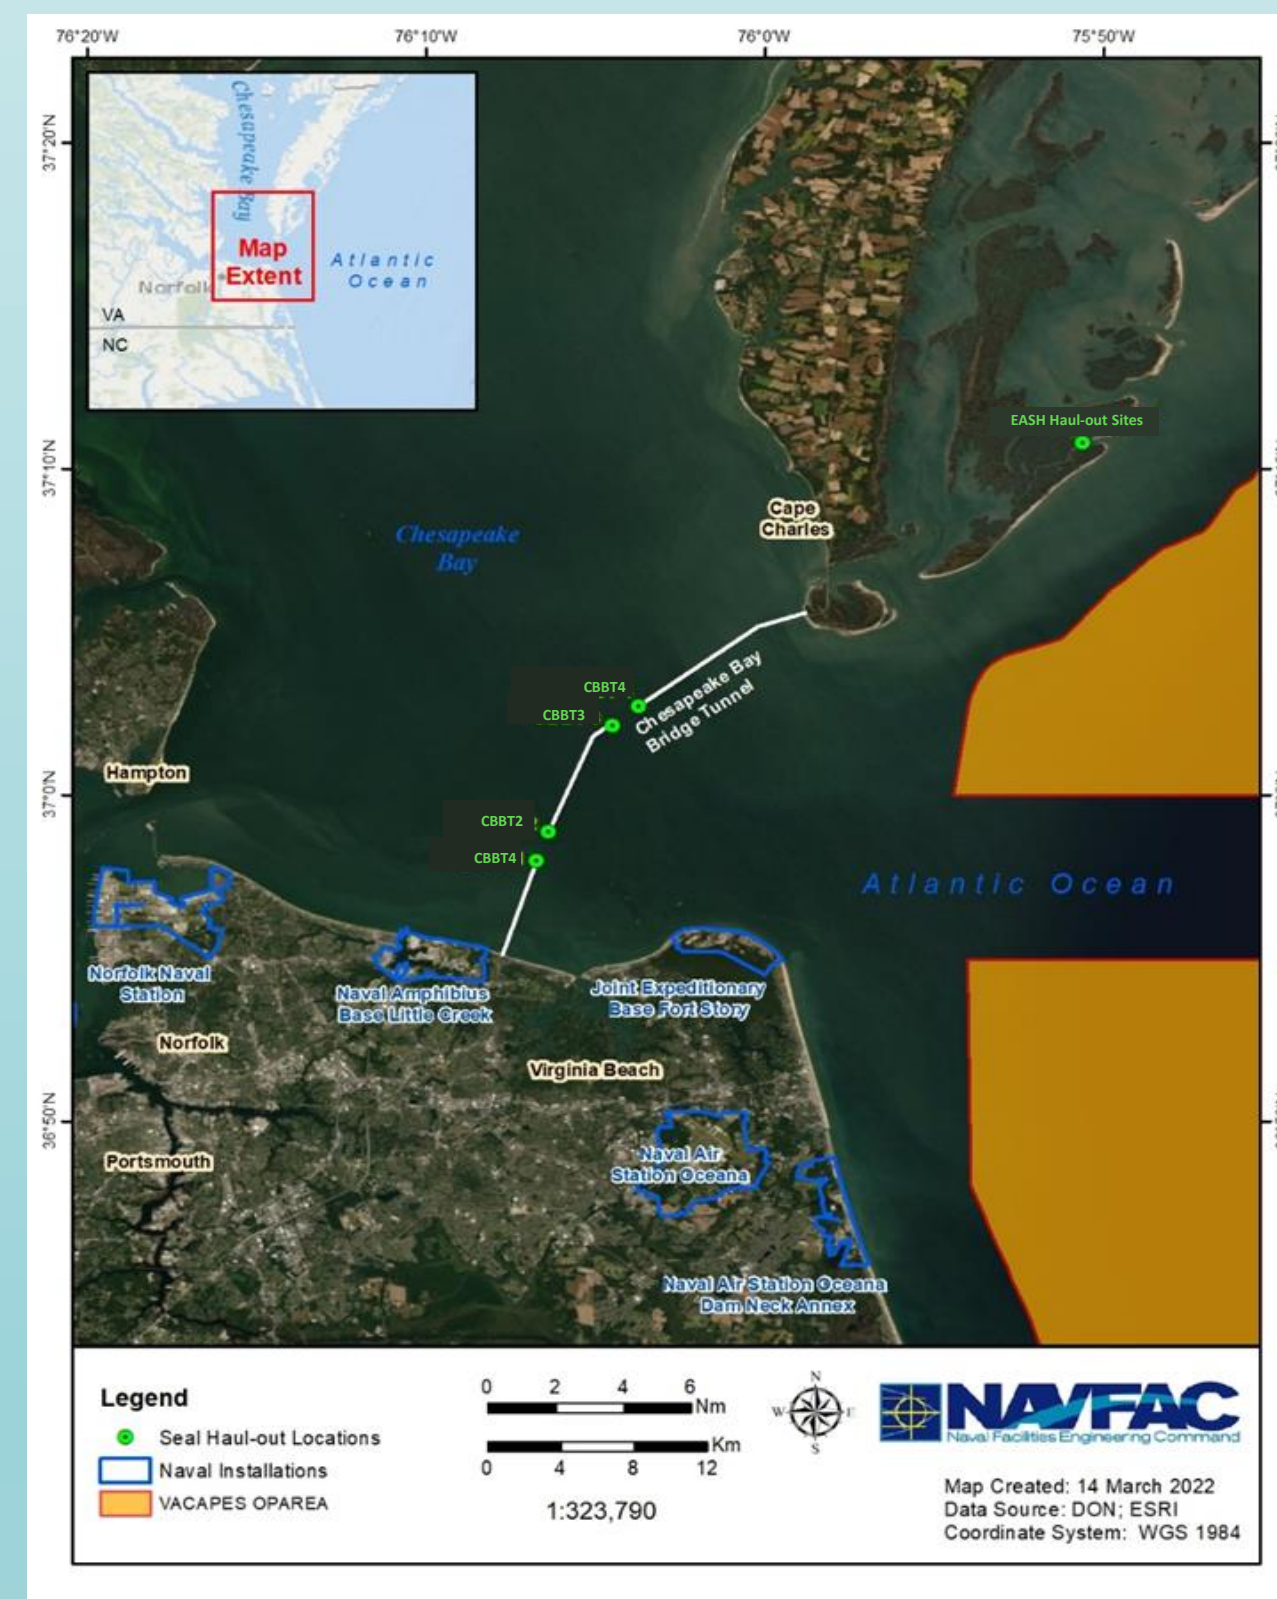 76°20'W
76°10'W
76°0'W
75°50'W
37°20'N
37°10'N
37°0'N
36°50'N
Chesapeake Bay
Map
Extent
Atlantic
Ocean
Norfolk
VA
NC
EASH Haul-out Sites
Cape
Charles
Chesapeake
Bay
CBBT4
CBBT3
Chesapeake Bay
Bridge Tunnel
Hampton
CBBT2
CBBT4
Atlantic Ocean
Norfolk Naval
Station
Naval Amphibius
Base Little Creek
Joint Expeditionary
Base Fort Story
Norfolk
Virginia Beach
Portsmouth
Naval Air
Station Oceana
Naval Air Station Oceana
Dam Neck Annex
Legend
Seal Haul-out Locations
Naval Installations
VACAPES OPAREA
0 2 4 6
Nm
Km
0 4 8 12
1:323,790
N
W E
S
NAVFAC
Naval Facilities Engineering Command
Map Created: 14 March 2022
Data Source: DON; ESRI
Coordinate System: WGS 1984